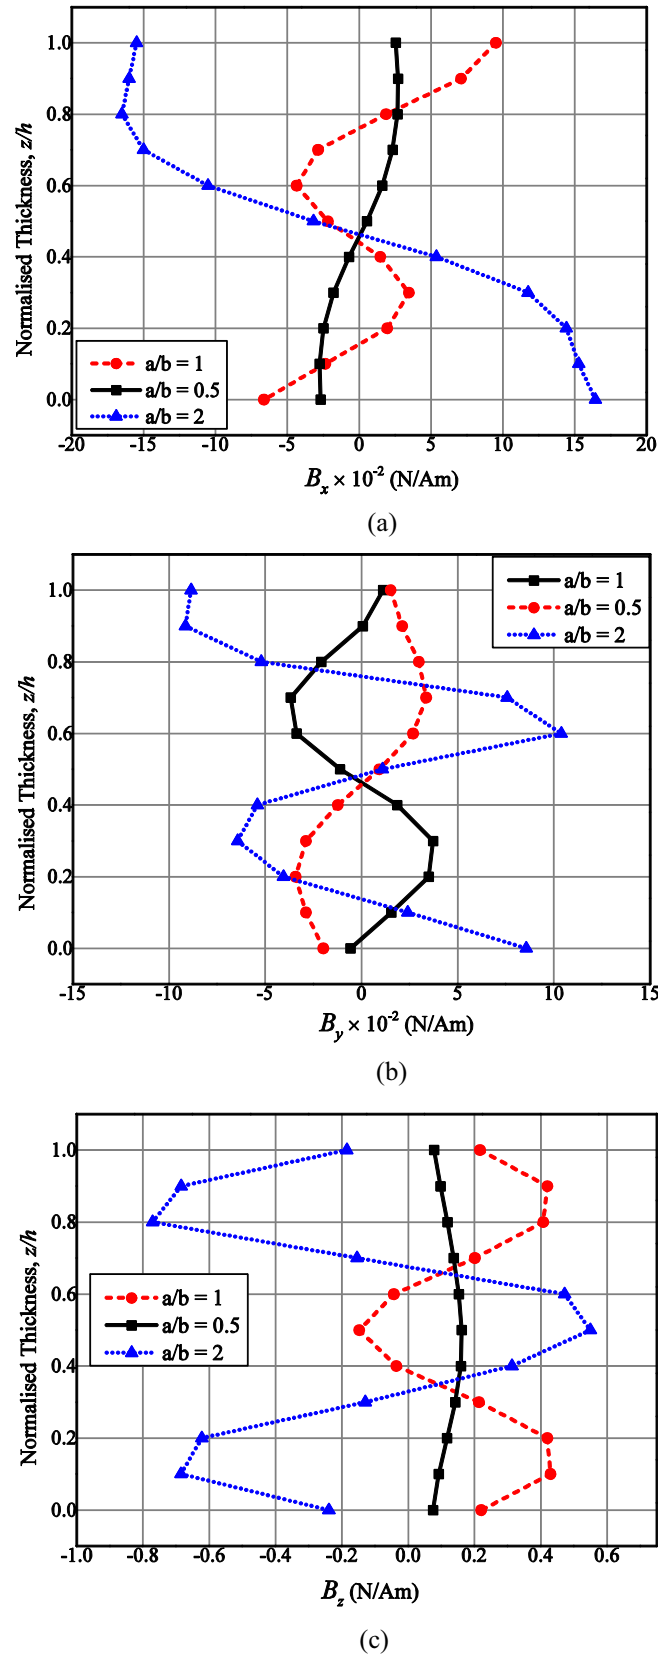 1.0
0.8
0.6
0.4
0.2
0.0
Normalised Thickness, z/h
a/b = 1
a/b = 0.5
a/b = 2
-20 -15 -10 -5 0 5 10 15 20
Bx × 10-2 (N/Am)
(a)
a/b = 1
a/b = 0.5
a/b = 2
1.0
0.8
0.6
0.4
0.2
0.0
Normalised Thickness, z/h
-15 -10 -5 0 5 10 15
By × 10-2 (N/Am)
(b)
1.0
0.8
0.6
0.4
0.2
0.0
Normalised Thickness, z/h
a/b = 1
a/b = 0.5
a/b = 2
-1.0 -0.8 -0.6 -0.4 -0.2 0.0 0.2 0.4 0.6
Bz (N/Am)
(c)